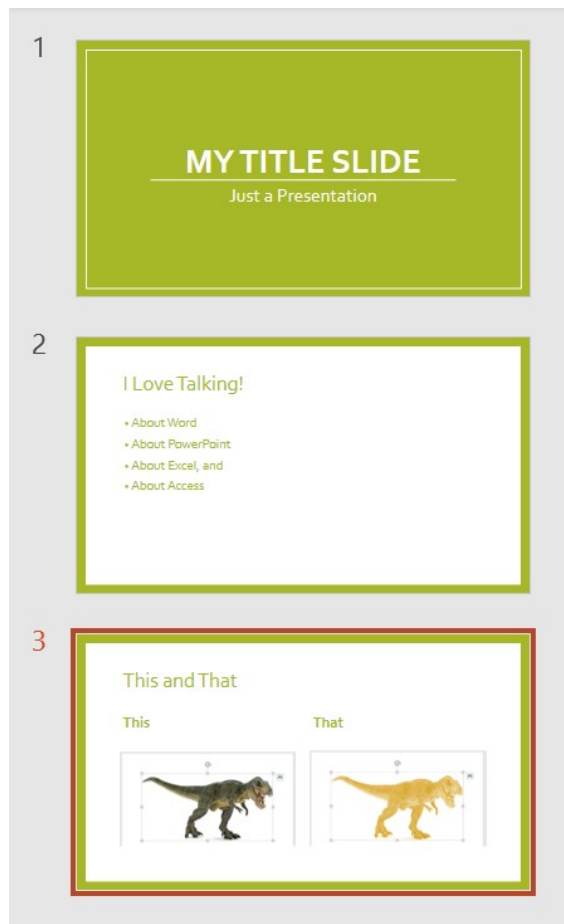 1
MY TITLE SLIDE
Just a Presentation
2
I Love Talking!
• About Word
• About PowerPoint
• About Excel, and
• About Access
3
This and That
This That